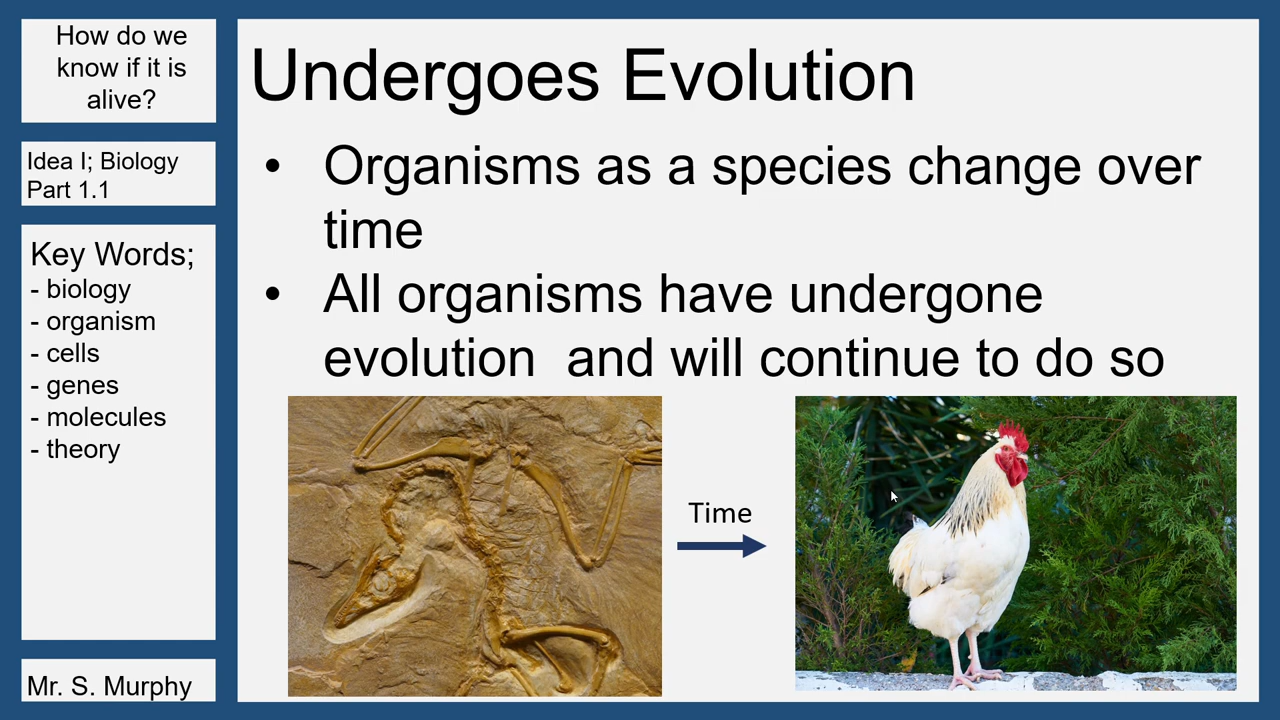 How do we
know if it is
alive?
Idea I; Biology
Part 1.1
Key Words;
- biology
- organism
- cells
- genes
- molecules
- theory
Mr. S. Murphy
Undergoes Evolution
• Organisms as a species change over
time
• All organisms have undergone
evolution  and will continue to do so
Time